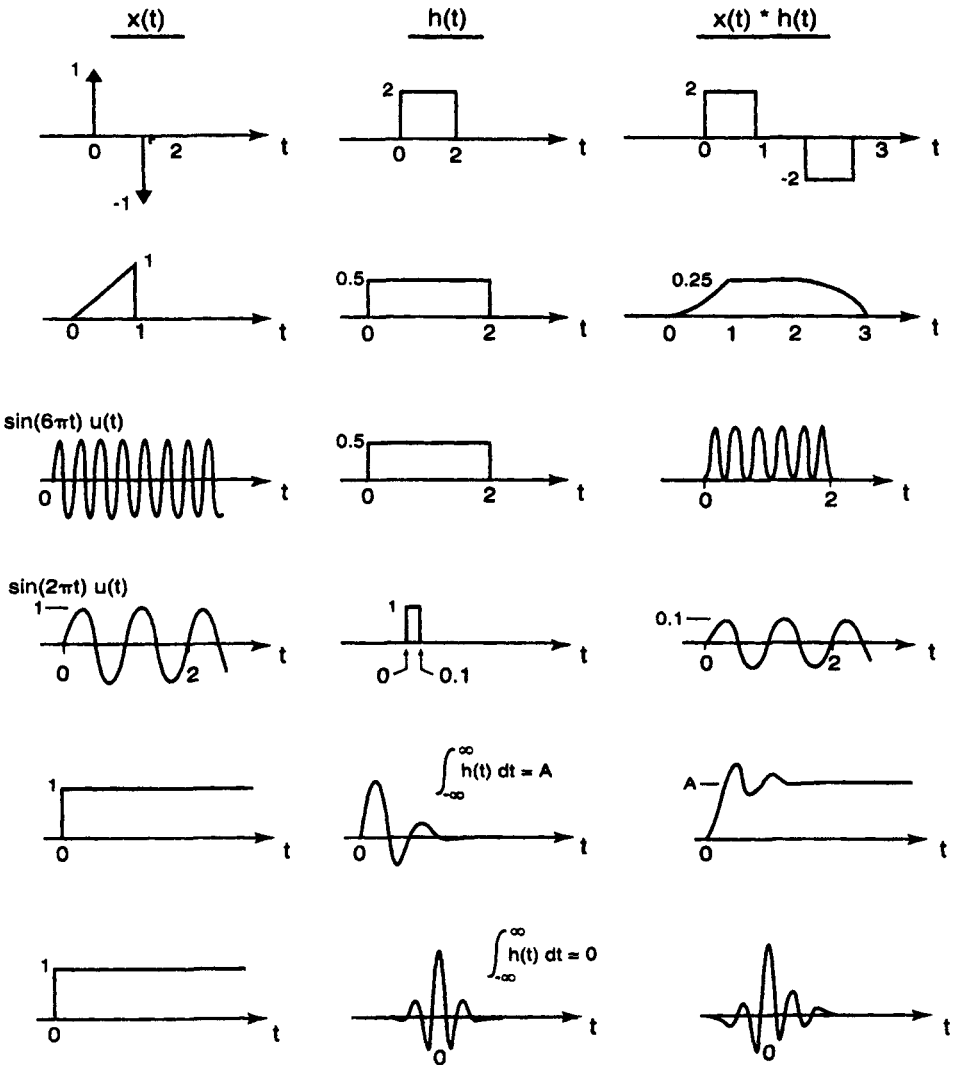 x(t) h(t) x(t) * h(t)
1 0 2 t -1
2 0 2 t
2 0 1 3 t -2
1 0 1 t
0.5 0 2 t
0.25 0 1 2 3 t
sin(6πt) u(t)
0 t
0.5 0 2 t
0 2 t
sin(2πt) u(t)
1 0 2 t
1 0 0.1 t
0.1 0 2 t
1 0 t
∫_{-∞}^{∞} h(t) dt = A
0 t
A 0 t
1 0 t
∫_{-∞}^{∞} h(t) dt = 0
0 t
0 t